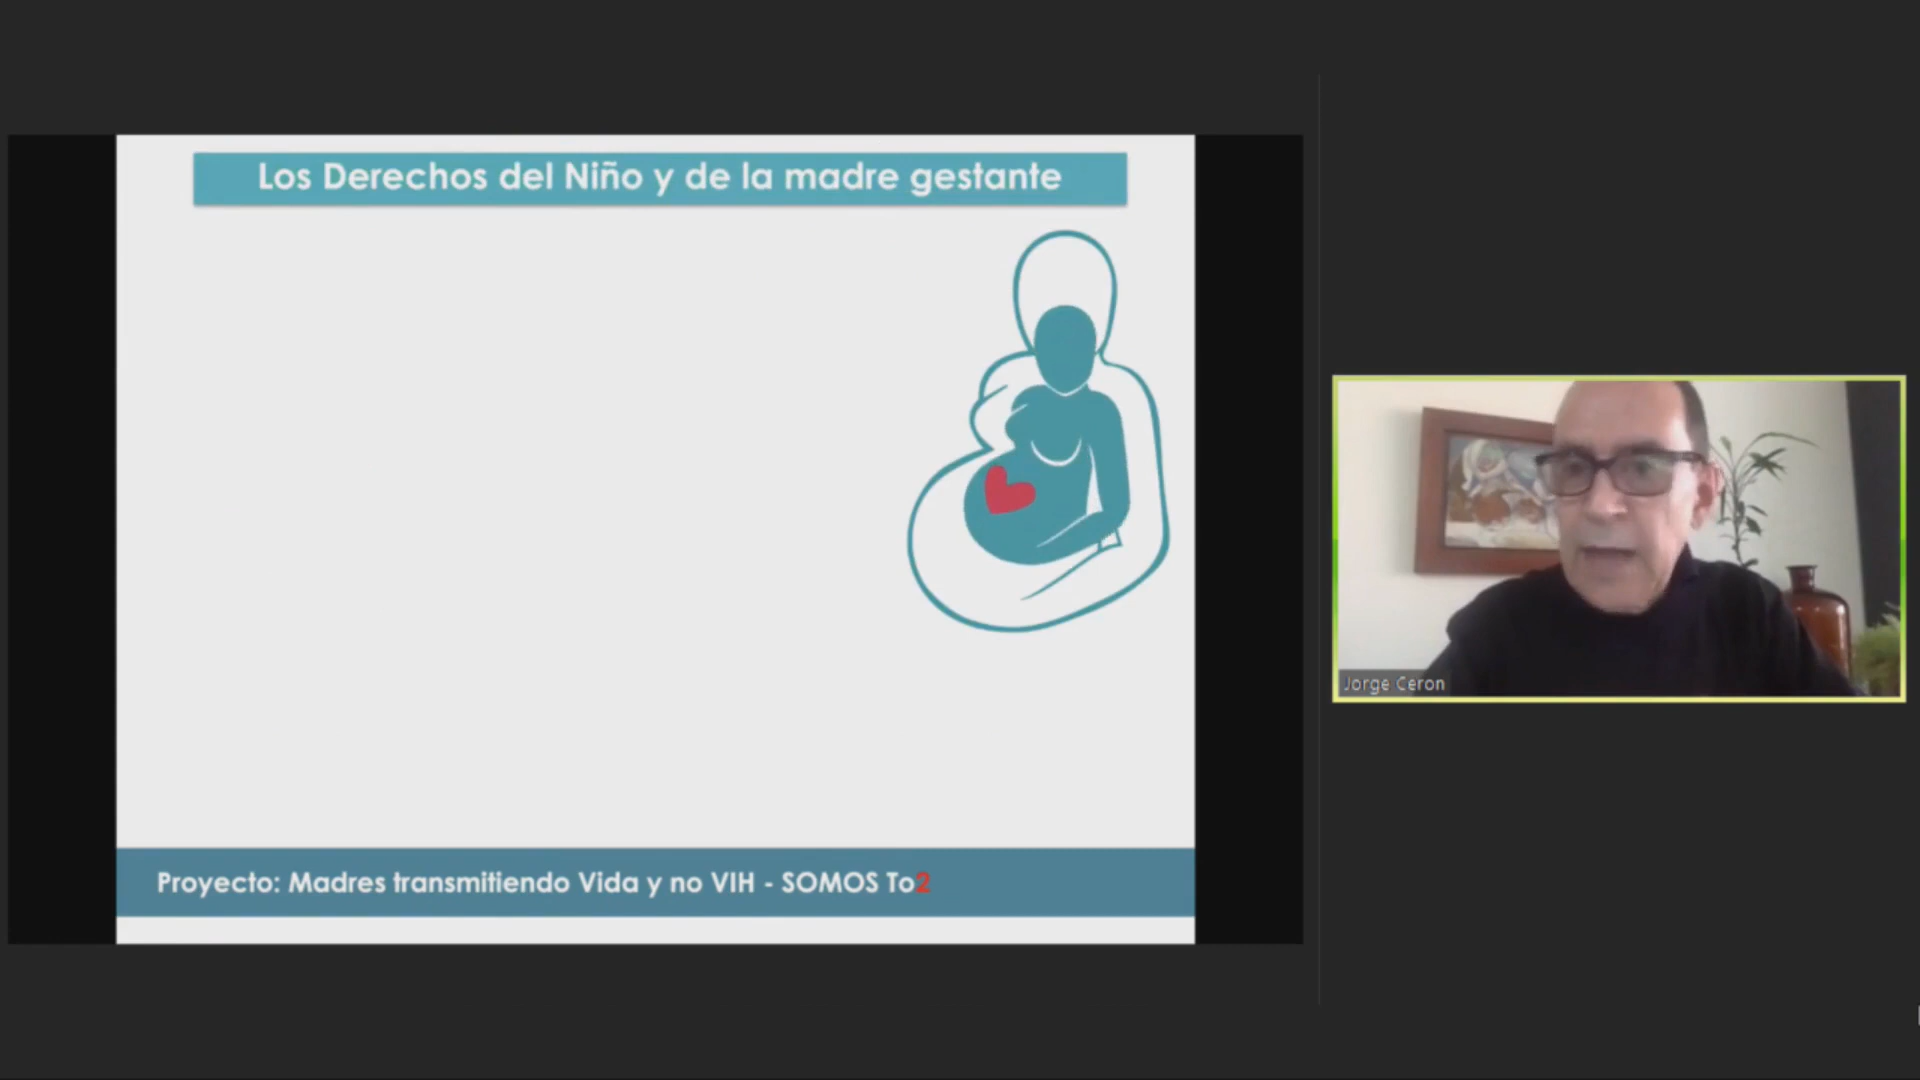 Los Derechos del Niño y de la madre gestante
Jorge Ceron
Proyecto: Madres transmitiendo Vida y no VIH - SOMOS To2